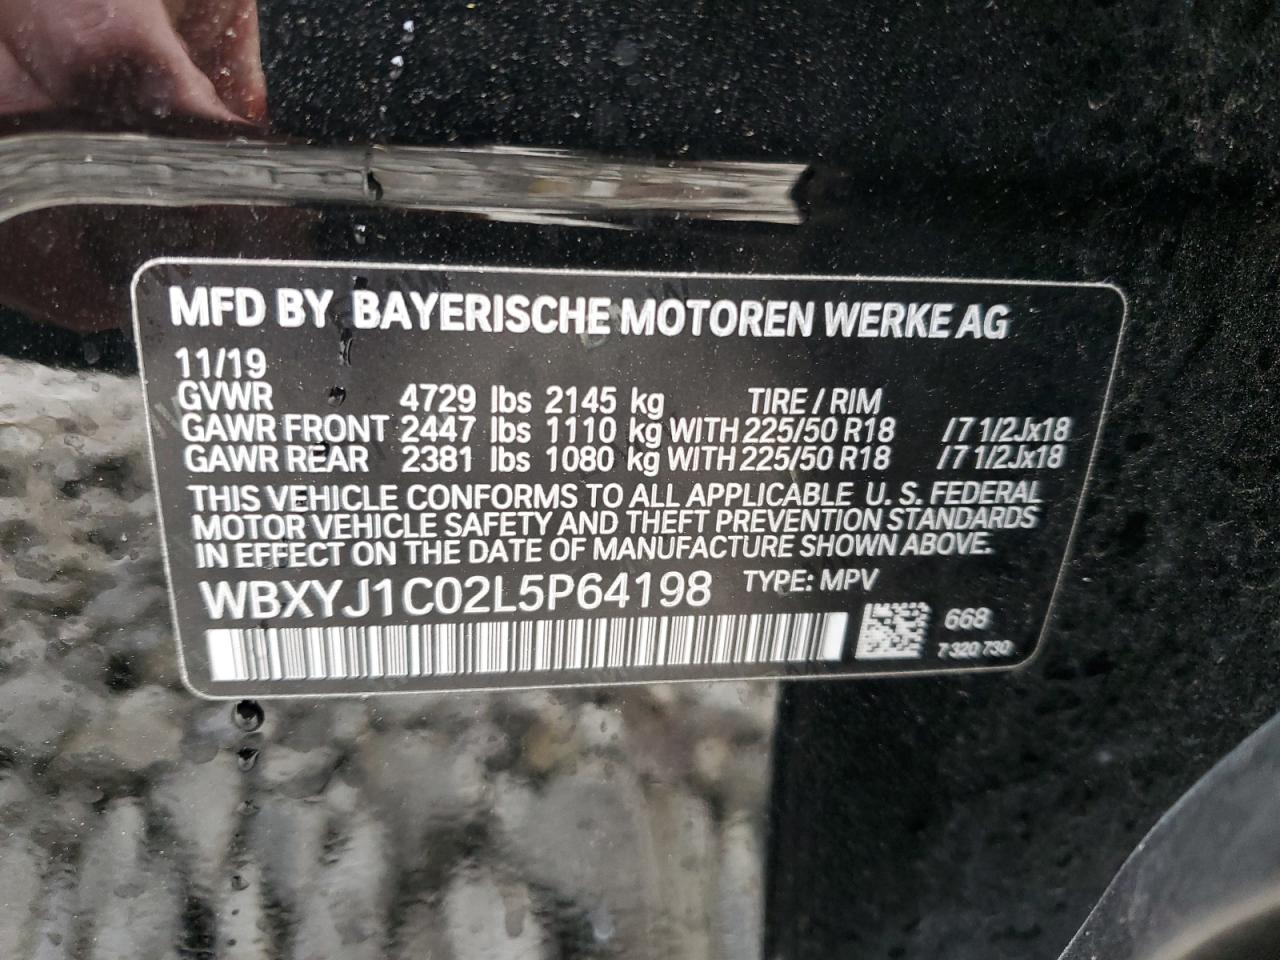 MFD BY BAYERISCHE MOTOREN WERKE AG
11/19
GVWR 4729 lbs 2145 kg TIRE / RIM
GAWR FRONT 2447 lbs 1110 kg WITH 225/50 R18 /7 1/2Jx18
GAWR REAR 2381 lbs 1080 kg WITH 225/50 R18 /7 1/2Jx18
THIS VEHICLE CONFORMS TO ALL APPLICABLE U. S. FEDERAL
MOTOR VEHICLE SAFETY AND THEFT PREVENTION STANDARDS
IN EFFECT ON THE DATE OF MANUFACTURE SHOWN ABOVE.
WBXYJ1C02L5P64198 TYPE: MPV
668
7 320 730